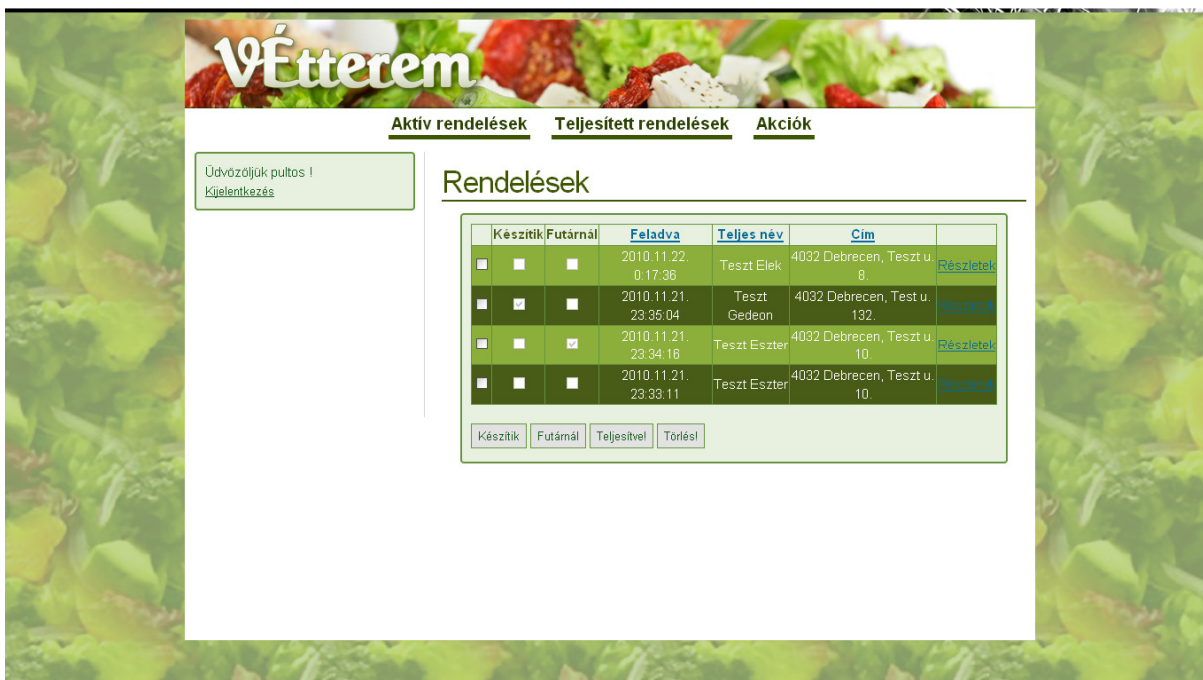 VÉtterem
Aktív rendelések Teljesített rendelések Akciók
Üdvözöljük pultos !
Kijelentkezés
Rendelések
Készítik Futárnál Feladva Teljes név Cím
2010.11.22. 0:17:36 Teszt Elek 4032 Debrecen, Teszt u. 8. Részletek
2010.11.21. 23:35:04 Teszt Gedeon 4032 Debrecen, Test u. 132. Részletek
2010.11.21. 23:34:16 Teszt Eszter 4032 Debrecen, Teszt u. 10. Részletek
2010.11.21. 23:33:11 Teszt Eszter 4032 Debrecen, Teszt u. 10. Részletek
Készítik Futárnál Teljesítve! Törlés!